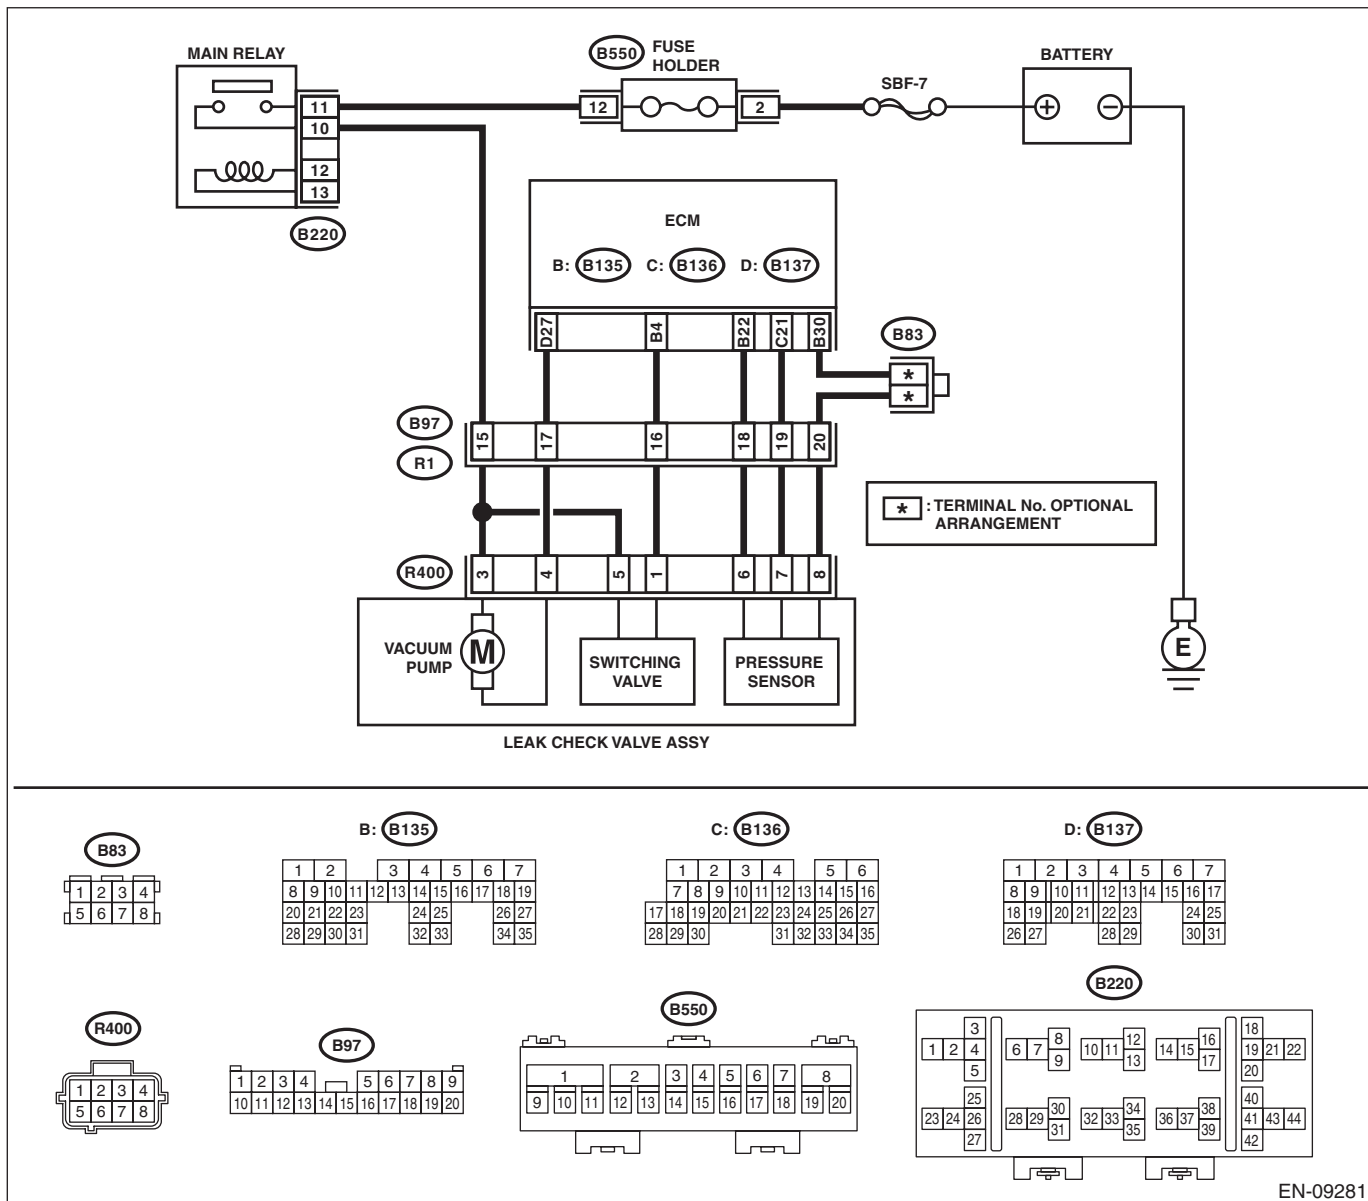 MAIN RELAY
B550
FUSE
HOLDER
SBF-7
BATTERY
11
10
12
13
12
2
+
−
B220
ECM
B: B135 C: B136 D: B137
D27 B4 B22 C21 B30
B83
*
*
B97
15 17 16 18 19 20
R1
* : TERMINAL No. OPTIONAL
ARRANGEMENT
R400
3 4 5 1 6 7 8
VACUUM
PUMP
M
SWITCHING
VALVE
PRESSURE
SENSOR
E
LEAK CHECK VALVE ASSY
B83
1 2 3 4
5 6 7 8
B: B135
1 2 3 4 5 6 7
8 9 10 11 12 13 14 15 16 17 18 19
20 21 22 23 24 25 26 27
28 29 30 31 32 33 34 35
C: B136
1 2 3 4 5 6
7 8 9 10 11 12 13 14 15 16
17 18 19 20 21 22 23 24 25 26 27
28 29 30 31 32 33 34 35
D: B137
1 2 3 4 5 6 7
8 9 10 11 12 13 14 15 16 17
18 19 20 21 22 23 24 25
26 27 28 29 30 31
R400
1 2 3 4
5 6 7 8
B97
1 2 3 4 5 6 7 8 9
10 11 12 13 14 15 16 17 18 19 20
B550
1 2 3 4 5 6 7 8
9 10 11 12 13 14 15 16 17 18 19 20
B220
3 8 12 16 18
1 2 4 6 7 10 11 14 15 19 21 22
5 9 13 17 20
25 30 34 38 40
23 24 26 28 29 32 33 36 37 41 43 44
27 31 35 39 42
EN-09281